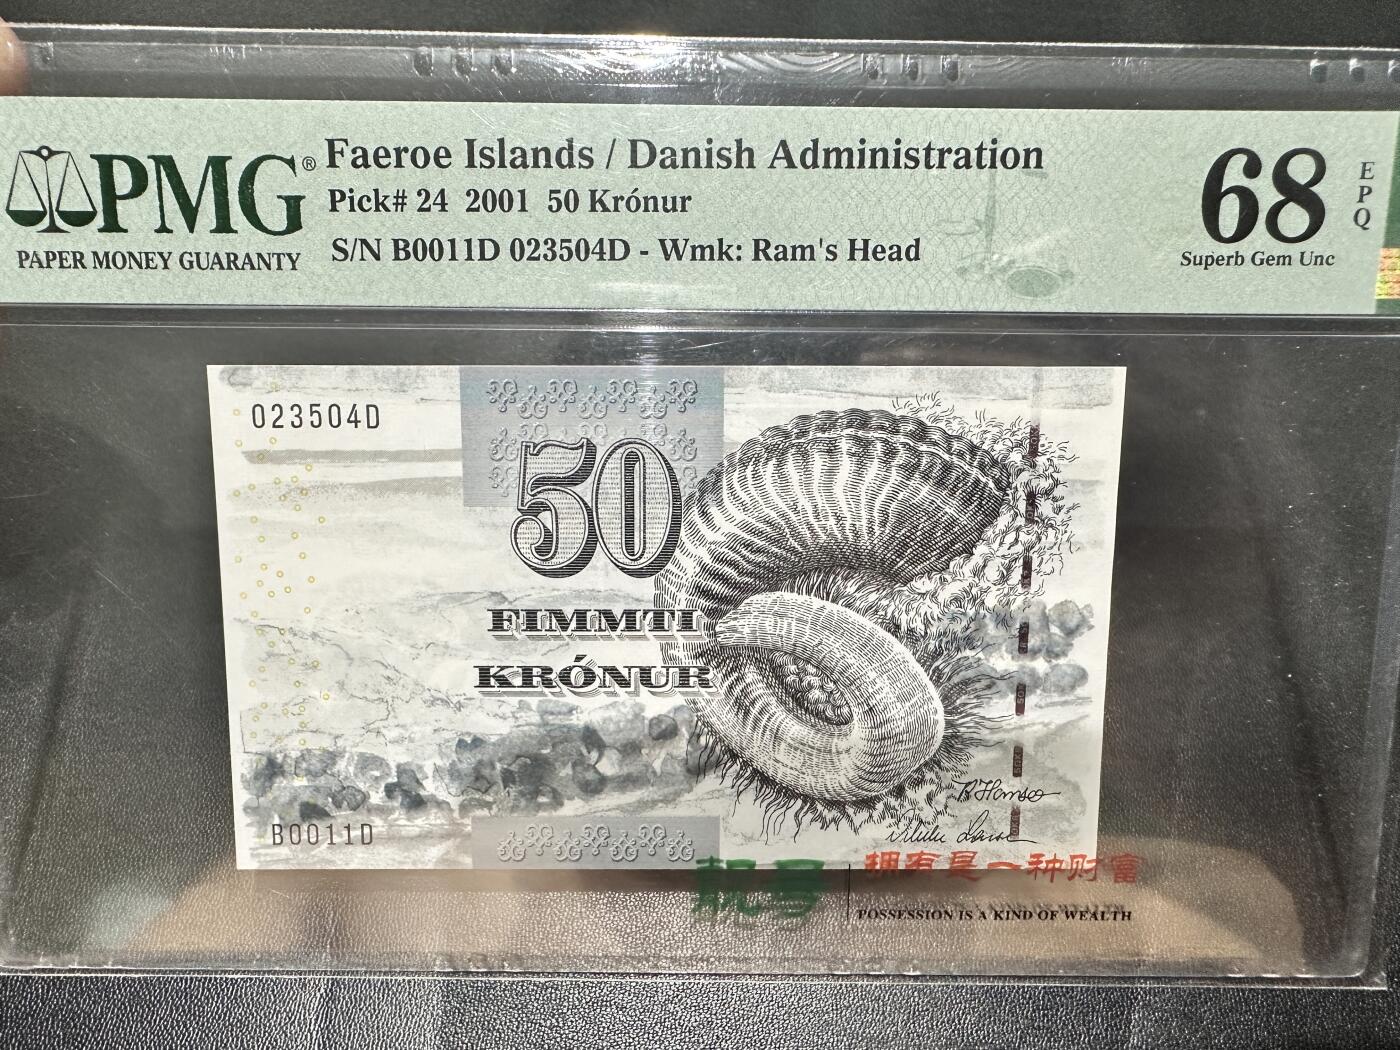 PMG®
PAPER MONEY GUARANTY
Faeroe Islands / Danish Administration
Pick# 24 2001 50 Krónur
S/N B0011D 023504D - Wmk: Ram's Head
68
EPQ
Superb Gem Unc
023504D
50
FIMMTI
KRÓNUR
B0011D
靓号
拥有是一种财富
POSSESSION IS A KIND OF WEALTH